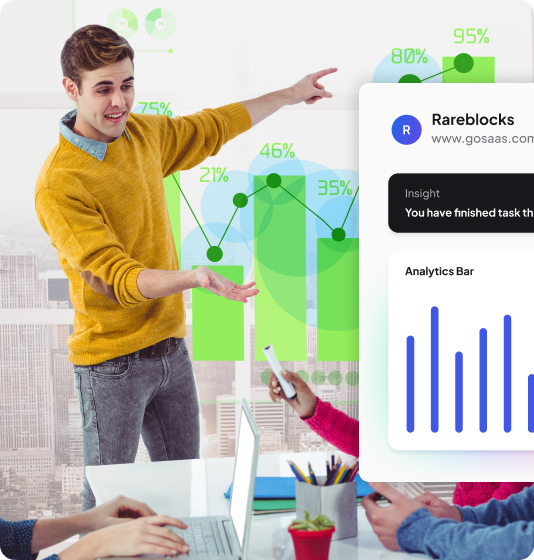 95%
80%
75%
46%
21%
35%
R
Rareblocks
www.gosaas.com
Insight
You have finished task th
Analytics Bar